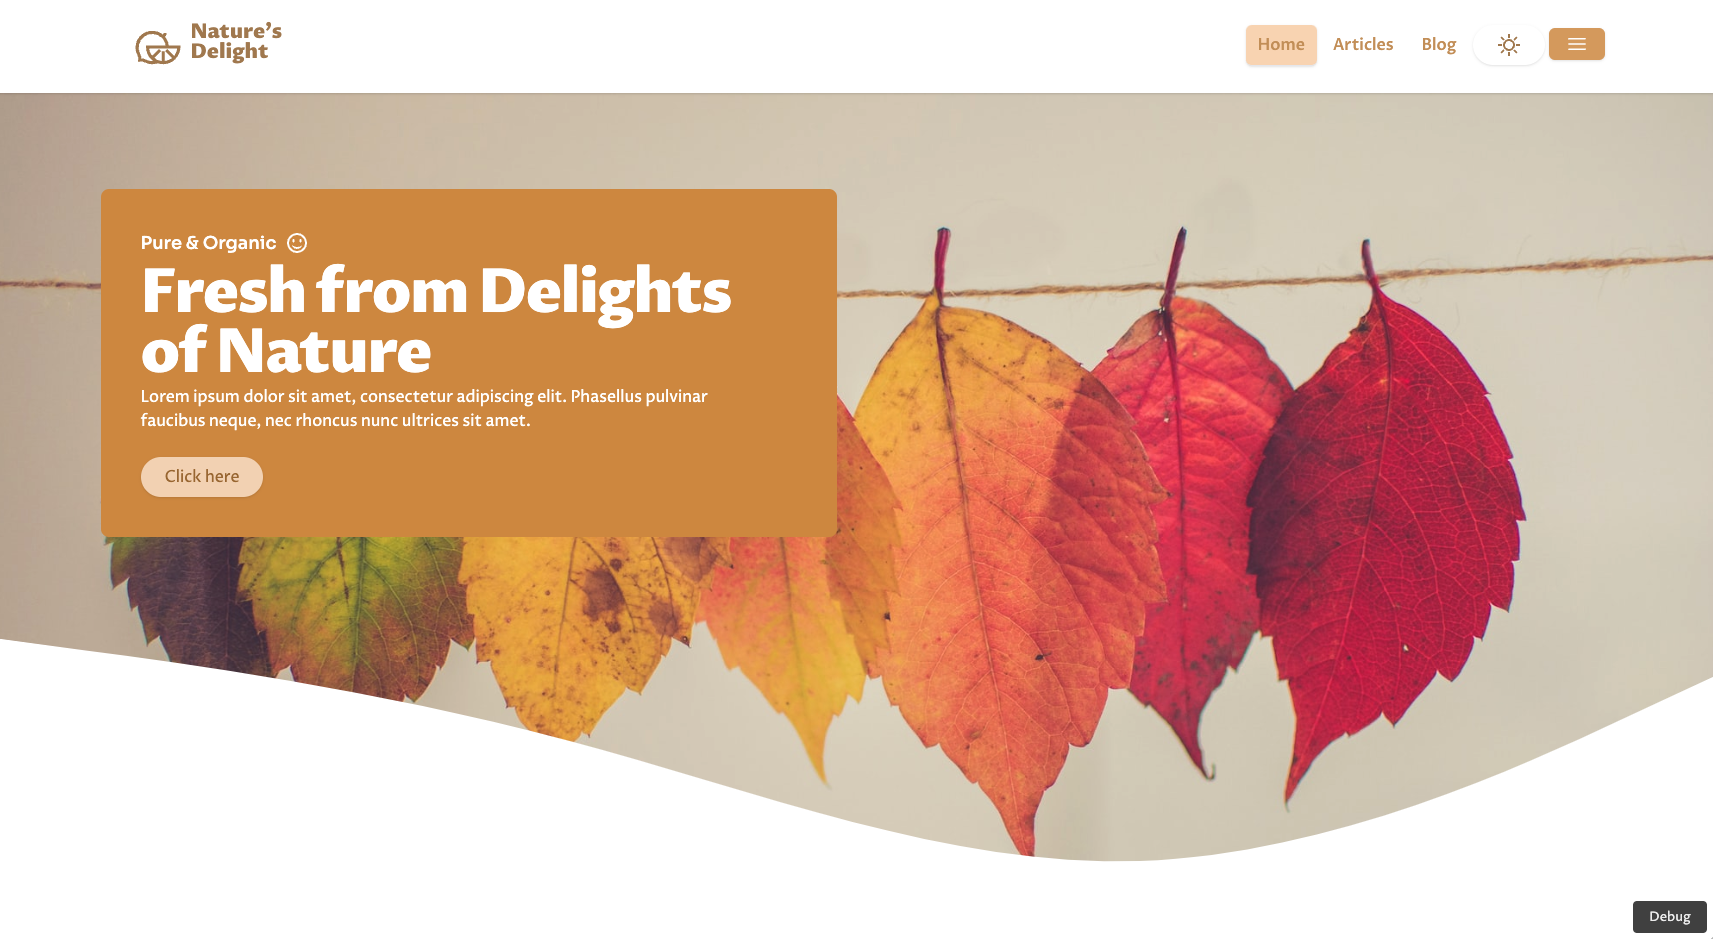 Nature's
Delight
Home Articles Blog
Pure & Organic
Fresh from Delights
of Nature
Lorem ipsum dolor sit amet, consectetur adipiscing elit. Phasellus pulvinar
faucibus neque, nec rhoncus nunc ultrices sit amet.
Click here
Debug